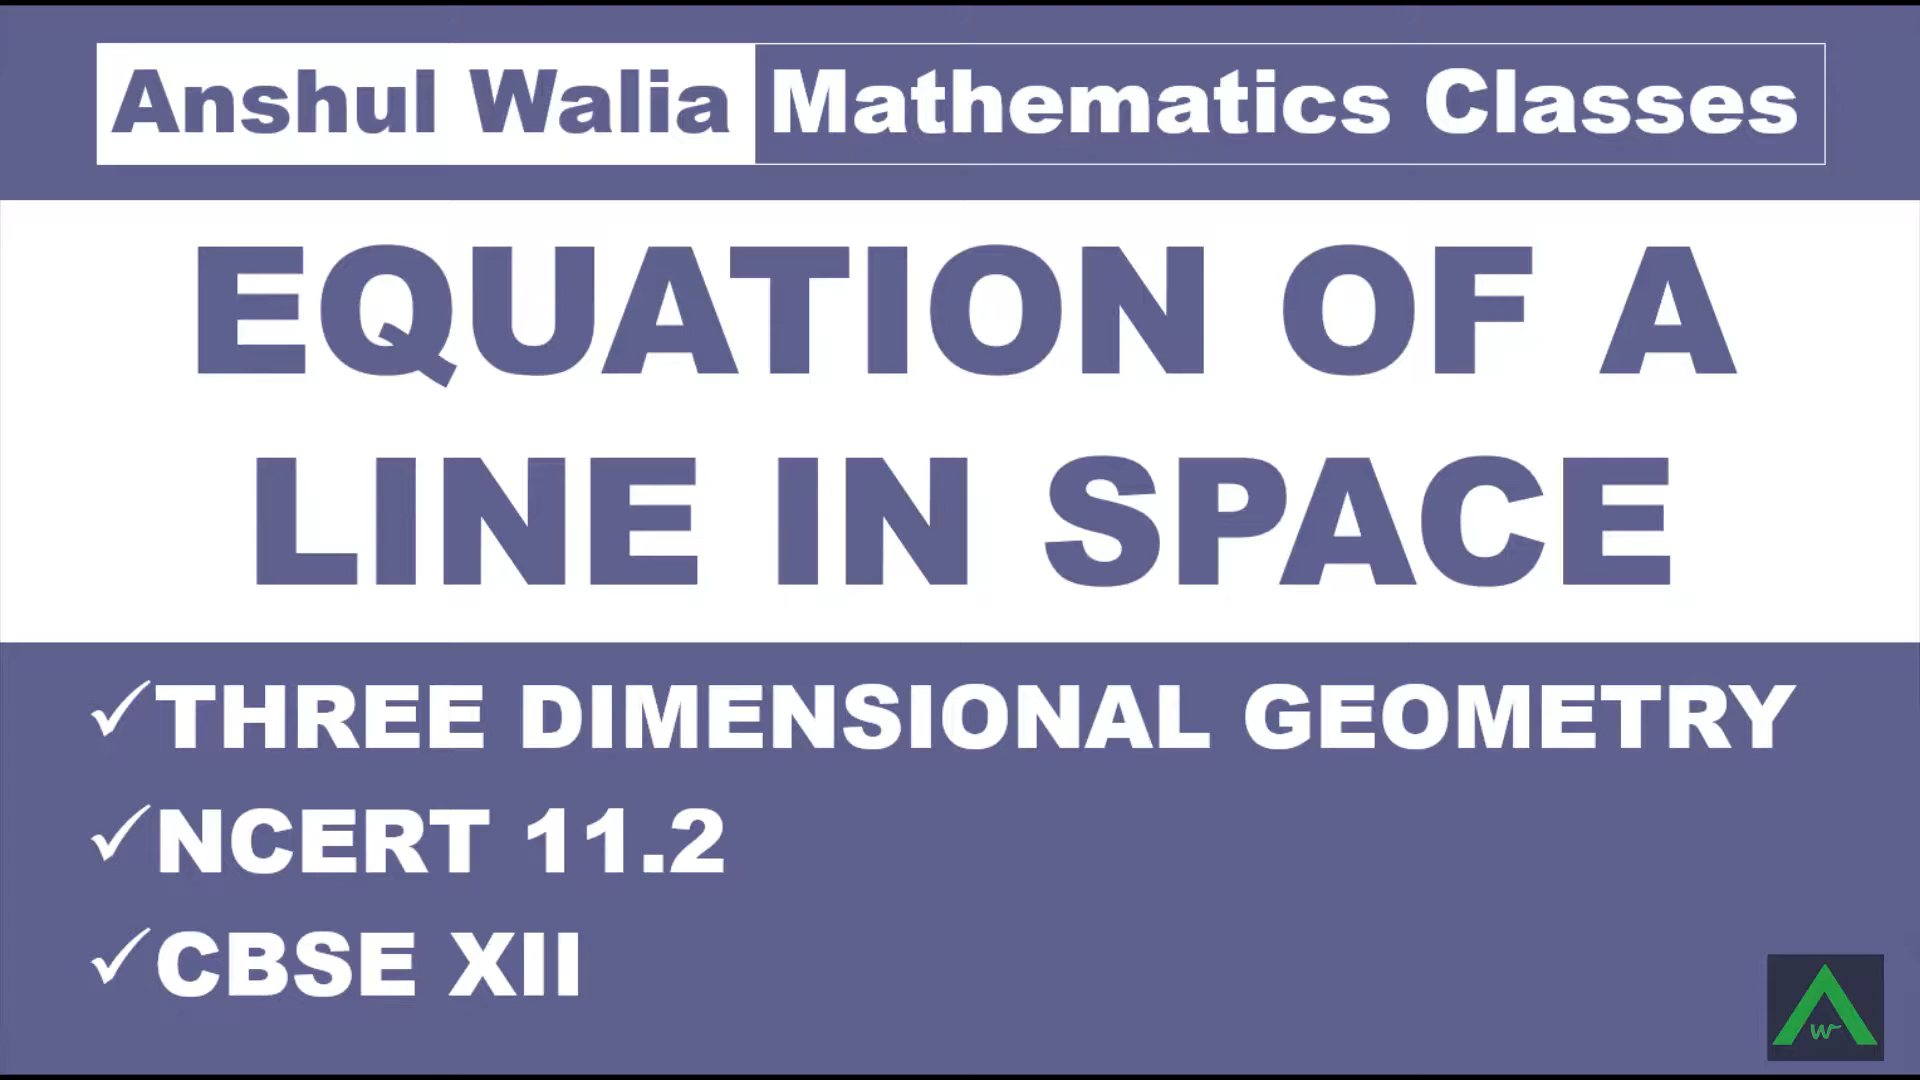 Anshul Walia Mathematics Classes
EQUATION OF A
LINE IN SPACE
✓THREE DIMENSIONAL GEOMETRY
✓NCERT 11.2
✓CBSE XII
W